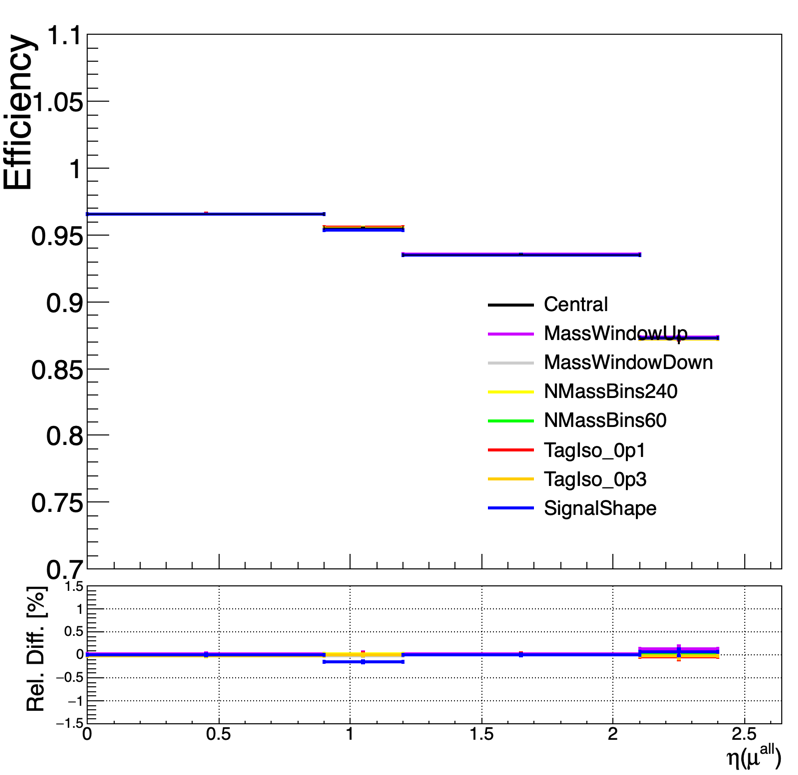 Efficiency
1.1
1.05
1
0.95
0.9
0.85
0.8
0.75
0.7
Central
MassWindowUp
MassWindowDown
NMassBins240
NMassBins60
TagIso_0p1
TagIso_0p3
SignalShape
Rel. Diff. [%]
1.5
1
0.5
0
−0.5
−1
−1.5
0 0.5 1 1.5 2 2.5
η(μ^all)